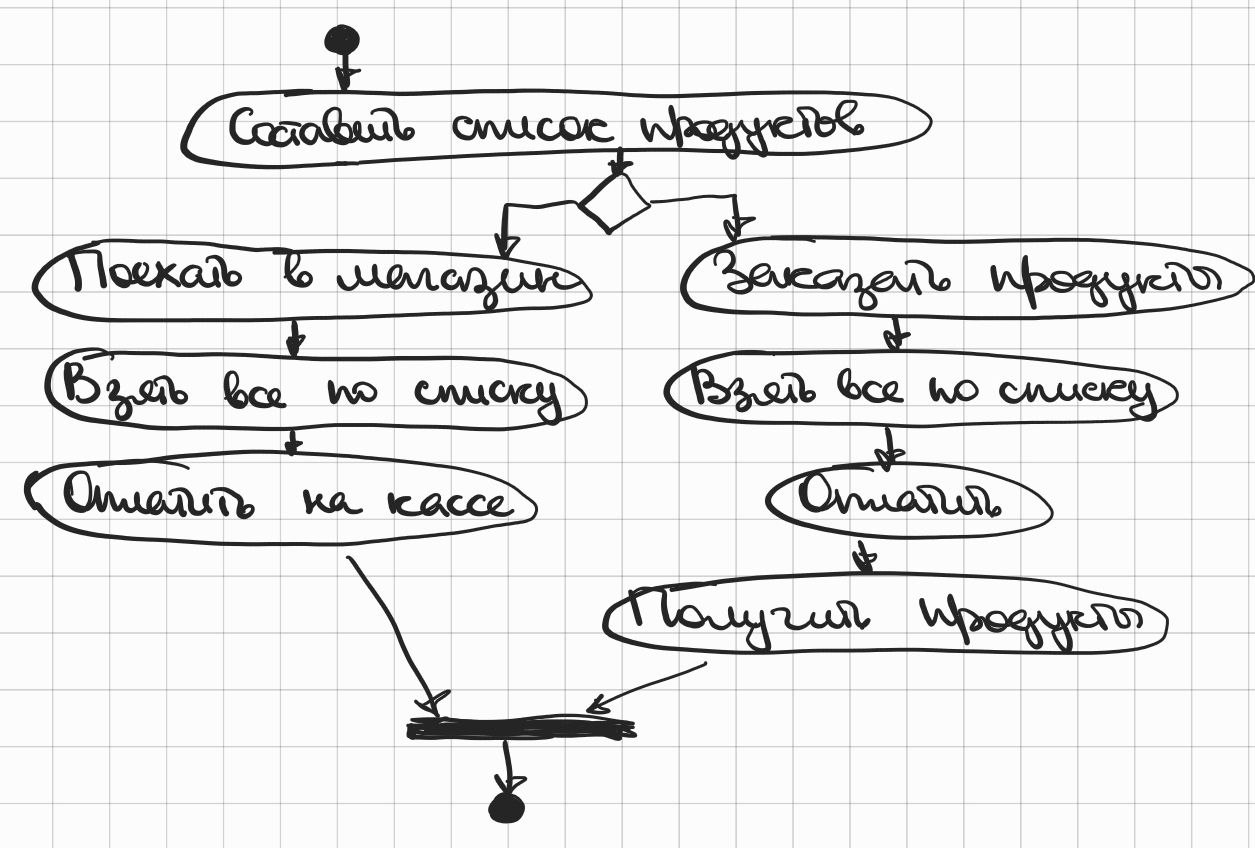 Составить список продуктов
Поехать в магазин
Заказать продукты
Взять все по списку
Взять все по списку
Оплатить на кассе
Оплатить
Получить продукты